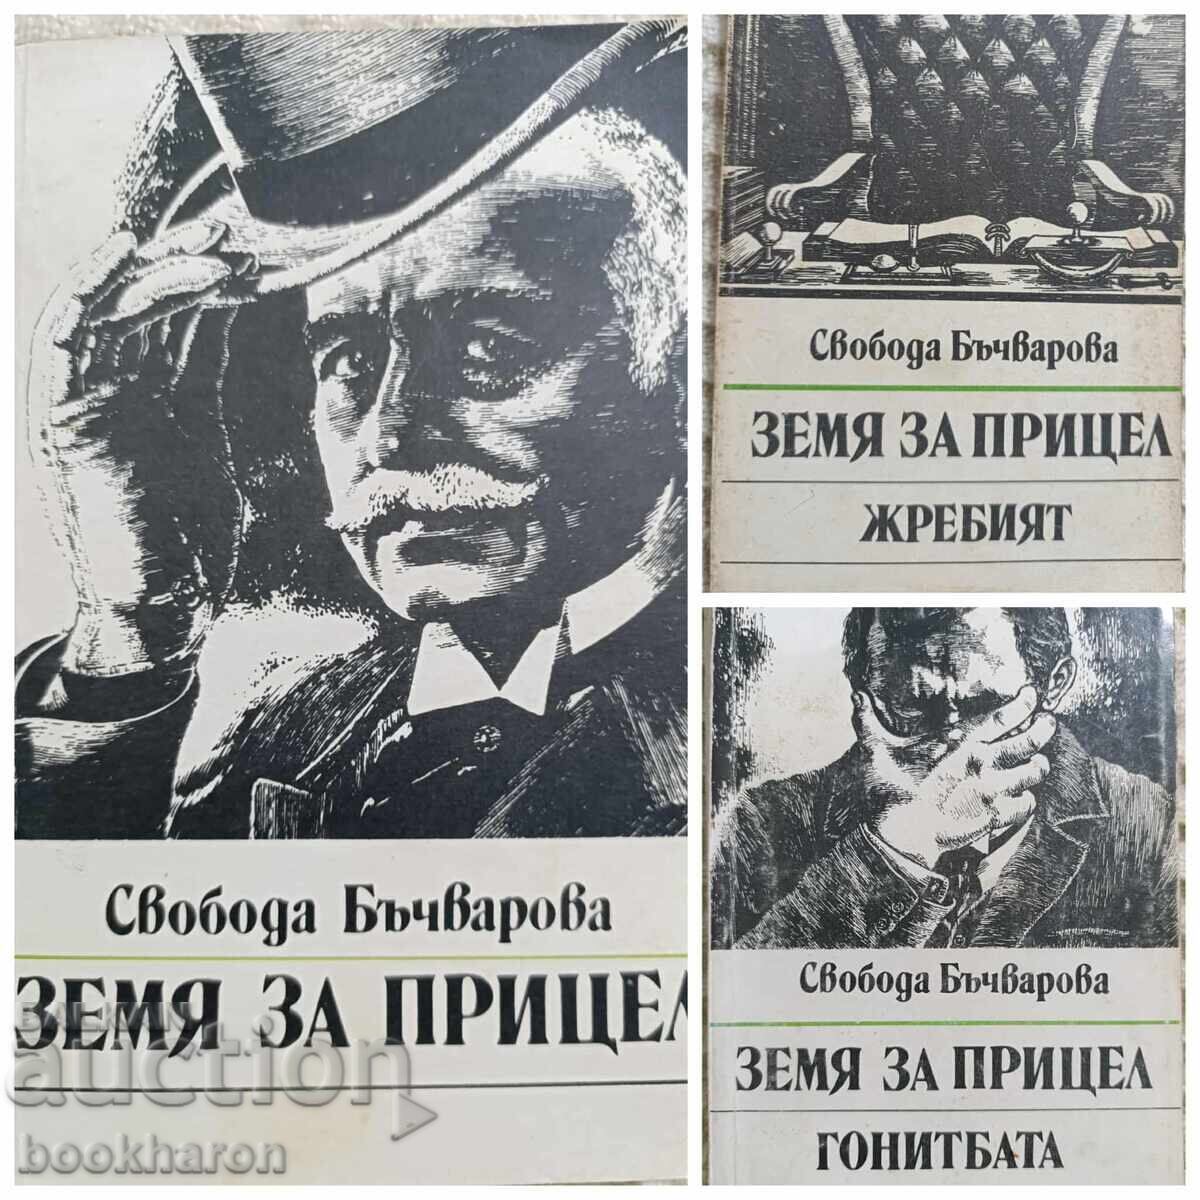 Свобода Бъчварова
ЗЕМЯ ЗА ПРИЦЕЛ
Свобода Бъчварова
ЗЕМЯ ЗА ПРИЦЕЛ
ЖРЕБИЯТ
Свобода Бъчварова
ЗЕМЯ ЗА ПРИЦЕЛ
ГОНИТБАТА
BALKAN
auction
bookharon